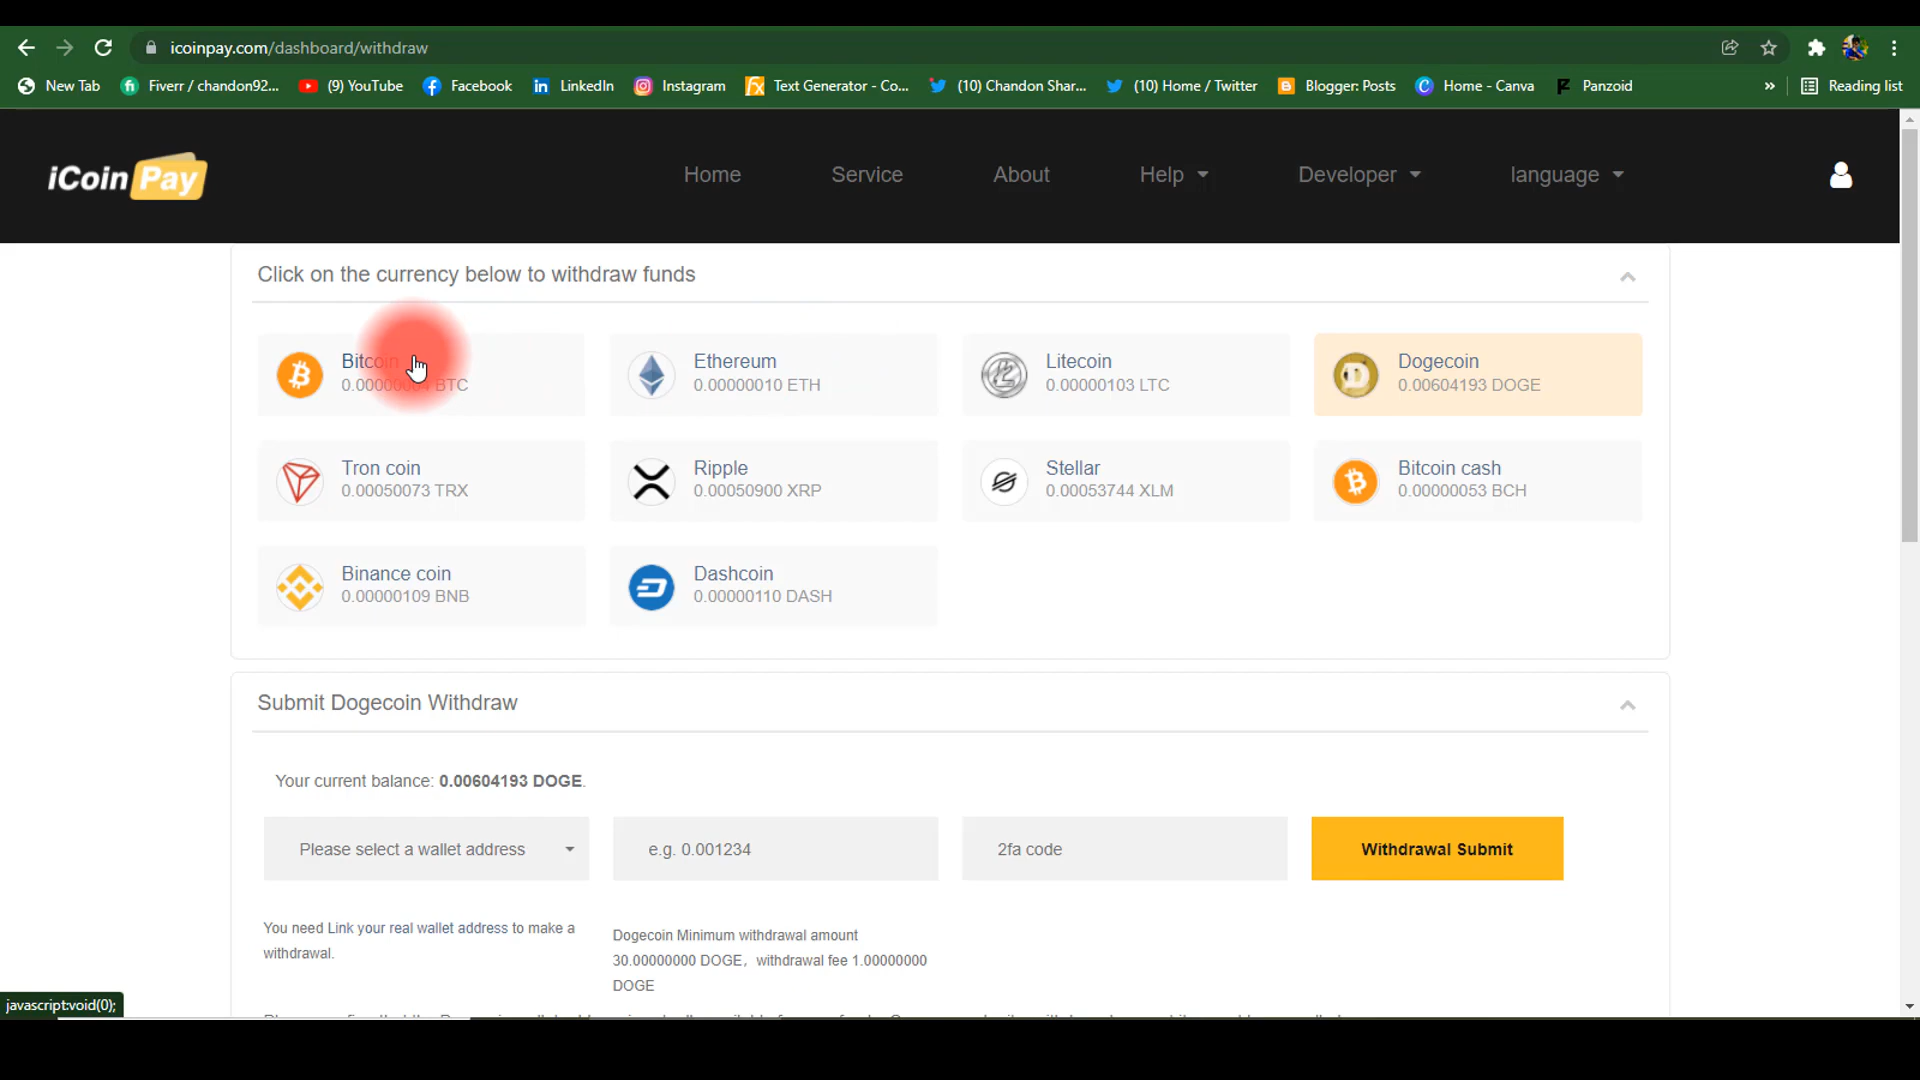 icoinpay.com/dashboard/withdraw
New Tab
Fiverr / chandon92...
(9) YouTube
Facebook
LinkedIn
Instagram
Text Generator - Co...
(10) Chandon Shar...
(10) Home / Twitter
Blogger: Posts
Home - Canva
Panzoid
»
Reading list
iCoin Pay
Home
Service
About
Help
Developer
language
Click on the currency below to withdraw funds
Bitcoin
BTC
Ethereum
0.00000010 ETH
Litecoin
0.00000103 LTC
Dogecoin
0.00604193 DOGE
Tron coin
0.00050073 TRX
Ripple
0.00050900 XRP
Stellar
0.00053744 XLM
Bitcoin cash
0.00000053 BCH
Binance coin
0.00000109 BNB
Dashcoin
0.00000110 DASH
Submit Dogecoin Withdraw
Your current balance: 0.00604193 DOGE.
Please select a wallet address
e.g. 0.001234
2fa code
Withdrawal Submit
You need Link your real wallet address to make a
withdrawal.
Dogecoin Minimum withdrawal amount
30.00000000 DOGE，withdrawal fee 1.00000000
DOGE
javascript:void(0);